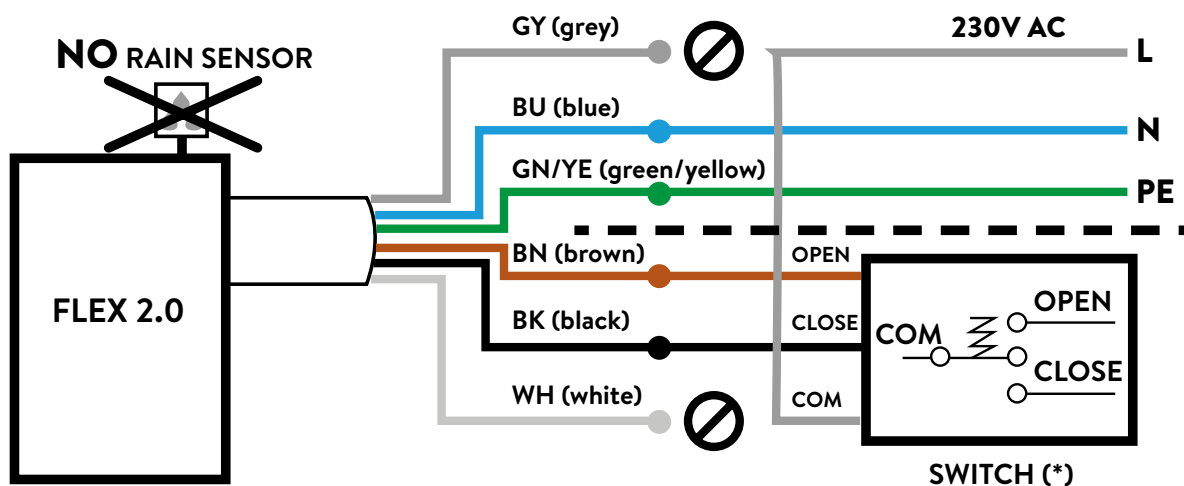 GY (grey)
230V AC
L
NO RAIN SENSOR
BU (blue)
N
GN/YE (green/yellow)
PE
BN (brown)
OPEN
FLEX 2.0
BK (black)
CLOSE
COM
OPEN
CLOSE
WH (white)
COM
SWITCH (*)